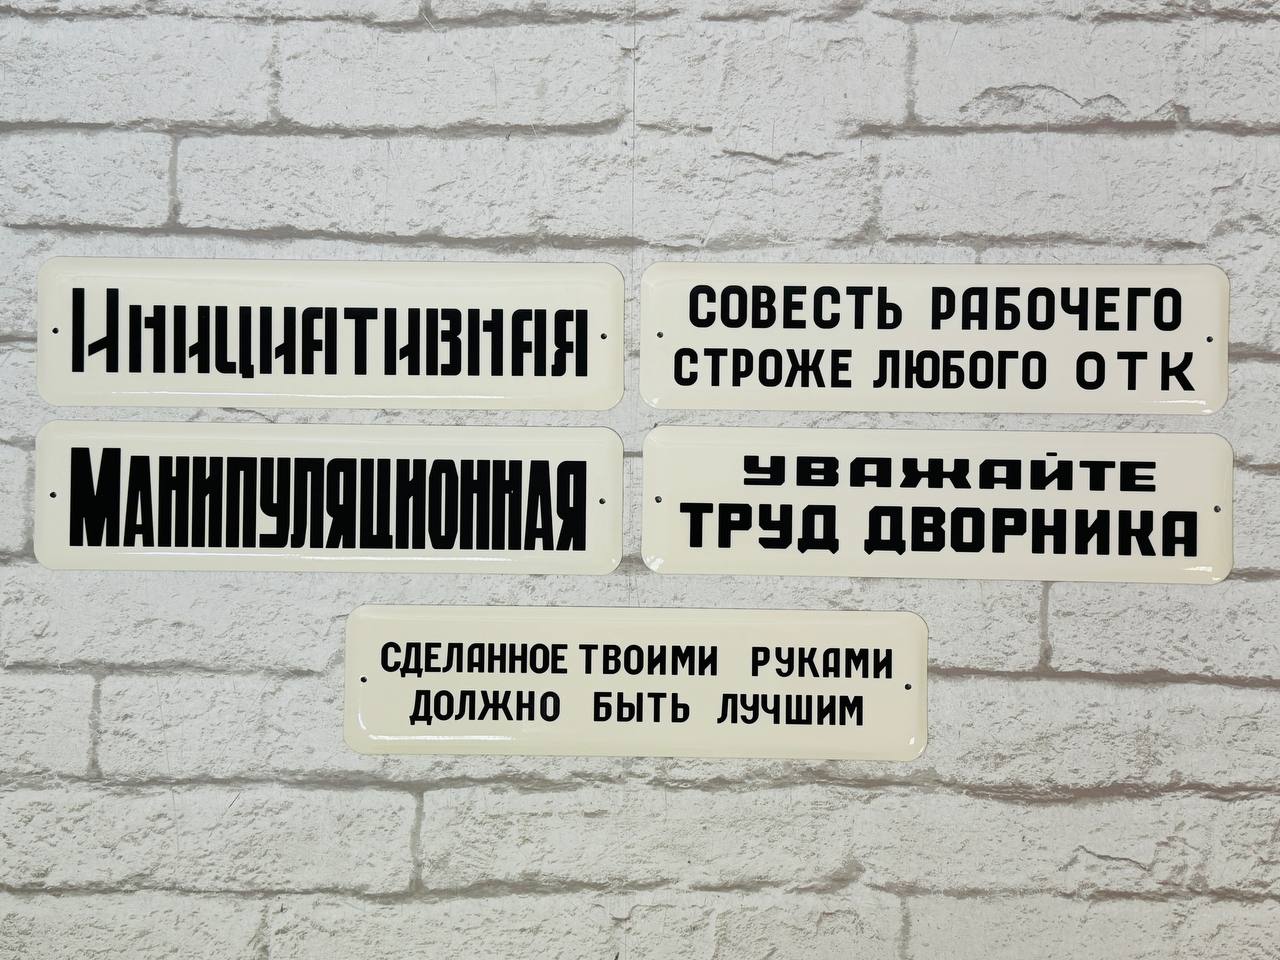 Инициативная
СОВЕСТЬ РАБОЧЕГО
СТРОЖЕ ЛЮБОГО ОТК
МАНИПУЛЯЦИОННАЯ
УВАЖАЙТЕ
ТРУД ДВОРНИКА
СДЕЛАННОЕ ТВОИМИ РУКАМИ
ДОЛЖНО БЫТЬ ЛУЧШИМ